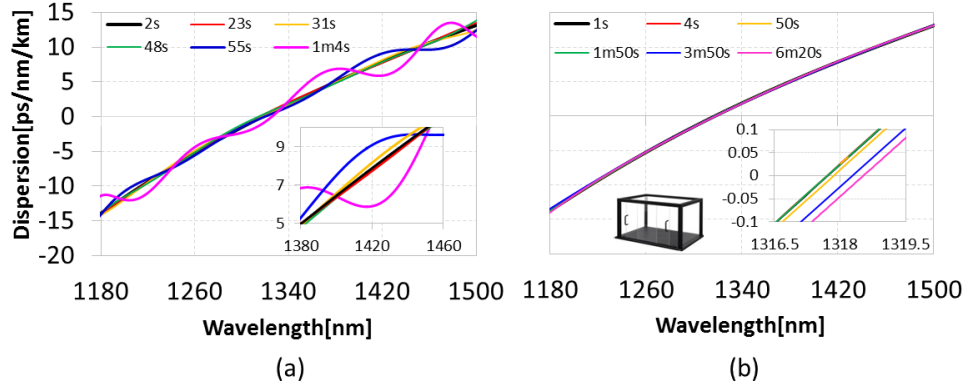 2s 23s 31s
48s 55s 1m4s
Dispersion[ps/nm/km]
15
10
5
0
-5
-10
-15
-20
9
7
5
1380 1420 1460
1180 1260 1340 1420 1500
Wavelength[nm]
(a)
1s 4s 50s
1m50s 3m50s 6m20s
0.1
0.05
0
-0.05
-0.1
1316.5 1318 1319.5
1180 1260 1340 1420 1500
Wavelength[nm]
(b)